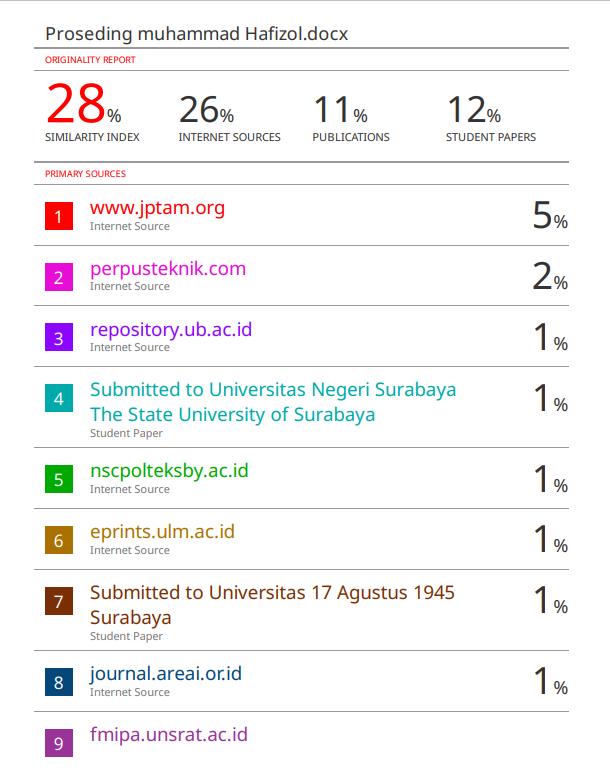 Proseding muhammad Hafizol.docx
ORIGINALITY REPORT
28% 26% 11% 12%
SIMILARITY INDEX INTERNET SOURCES PUBLICATIONS STUDENT PAPERS
PRIMARY SOURCES
1 www.jptam.org 5%
Internet Source
2 perpusteknik.com 2%
Internet Source
3 repository.ub.ac.id 1%
Internet Source
4 Submitted to Universitas Negeri Surabaya 1%
The State University of Surabaya
Student Paper
5 nscpolteksby.ac.id 1%
Internet Source
6 eprints.ulm.ac.id 1%
Internet Source
7 Submitted to Universitas 17 Agustus 1945 1%
Surabaya
Student Paper
8 journal.areai.or.id 1%
Internet Source
9 fmipa.unsrat.ac.id